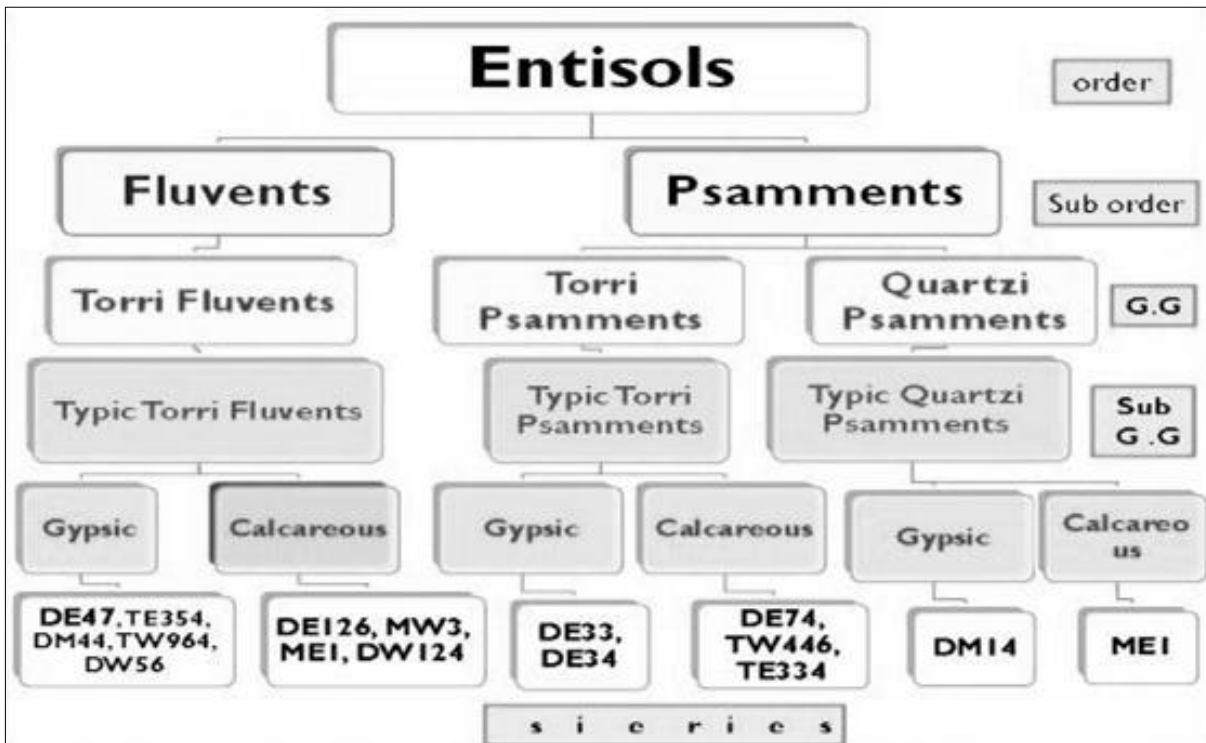 Entisols
order
Fluvents
Psamments
Sub order
Torri Fluvents
Torri
Psamments
Quartzi
Psamments
G.G
Typic Torri Fluvents
Typic Torri
Psamments
Typic Quartzi
Psamments
Sub
G .G
Gypsic
Calcareous
Gypsic
Calcareous
Gypsic
Calcareo
us
DE47, TE354,
DM44, TW964,
DW56
DE126, MW3,
ME1, DW124
DE33,
DE34
DE74,
TW446,
TE334
DM14
ME1
s i e r i e s